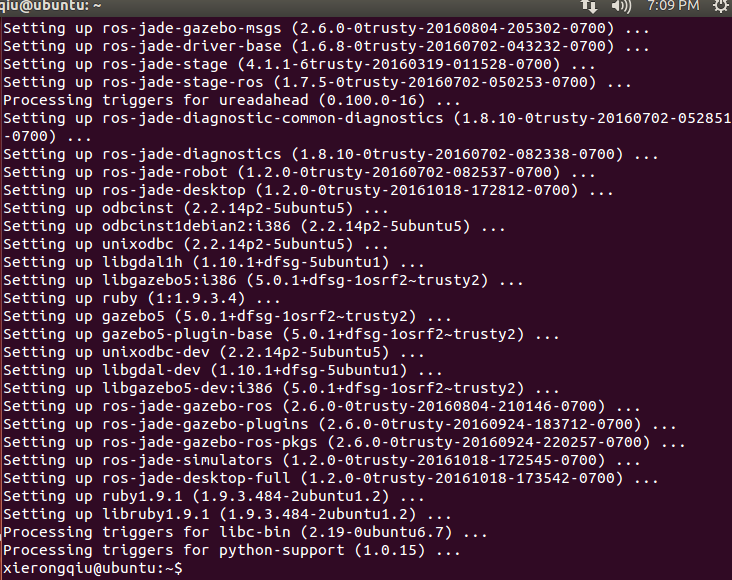 qiu@ubuntu: ~ 7:09 PM
Setting up ros-jade-gazebo-msgs (2.6.0-0trusty-20160804-205302-0700) ...
Setting up ros-jade-driver-base (1.6.8-0trusty-20160702-043232-0700) ...
Setting up ros-jade-stage (4.1.1-6trusty-20160319-011528-0700) ...
Setting up ros-jade-stage-ros (1.7.5-0trusty-20160702-050253-0700) ...
Processing triggers for ureadahead (0.100.0-16) ...
Setting up ros-jade-diagnostic-common-diagnostics (1.8.10-0trusty-20160702-052851
-0700) ...
Setting up ros-jade-diagnostics (1.8.10-0trusty-20160702-082338-0700) ...
Setting up ros-jade-robot (1.2.0-0trusty-20160702-082537-0700) ...
Setting up ros-jade-desktop (1.2.0-0trusty-20161018-172812-0700) ...
Setting up odbcinst (2.2.14p2-5ubuntu5) ...
Setting up odbcinst1debian2:i386 (2.2.14p2-5ubuntu5) ...
Setting up unixodbc (2.2.14p2-5ubuntu5) ...
Setting up libgdal1h (1.10.1+dfsg-5ubuntu1) ...
Setting up libgazebo5:i386 (5.0.1+dfsg-1osrf2~trusty2) ...
Setting up ruby (1:1.9.3.4) ...
Setting up gazebo5 (5.0.1+dfsg-1osrf2~trusty2) ...
Setting up gazebo5-plugin-base (5.0.1+dfsg-1osrf2~trusty2) ...
Setting up unixodbc-dev (2.2.14p2-5ubuntu5) ...
Setting up libgdal-dev (1.10.1+dfsg-5ubuntu1) ...
Setting up libgazebo5-dev:i386 (5.0.1+dfsg-1osrf2~trusty2) ...
Setting up ros-jade-gazebo-ros (2.6.0-0trusty-20160804-210146-0700) ...
Setting up ros-jade-gazebo-plugins (2.6.0-0trusty-20160924-183712-0700) ...
Setting up ros-jade-gazebo-ros-pkgs (2.6.0-0trusty-20160924-220257-0700) ...
Setting up ros-jade-simulators (1.2.0-0trusty-20161018-172545-0700) ...
Setting up ros-jade-desktop-full (1.2.0-0trusty-20161018-173542-0700) ...
Setting up ruby1.9.1 (1.9.3.484-2ubuntu1.2) ...
Setting up libruby1.9.1 (1.9.3.484-2ubuntu1.2) ...
Processing triggers for libc-bin (2.19-0ubuntu6.7) ...
Processing triggers for python-support (1.0.15) ...
xierongqiu@ubuntu:~$